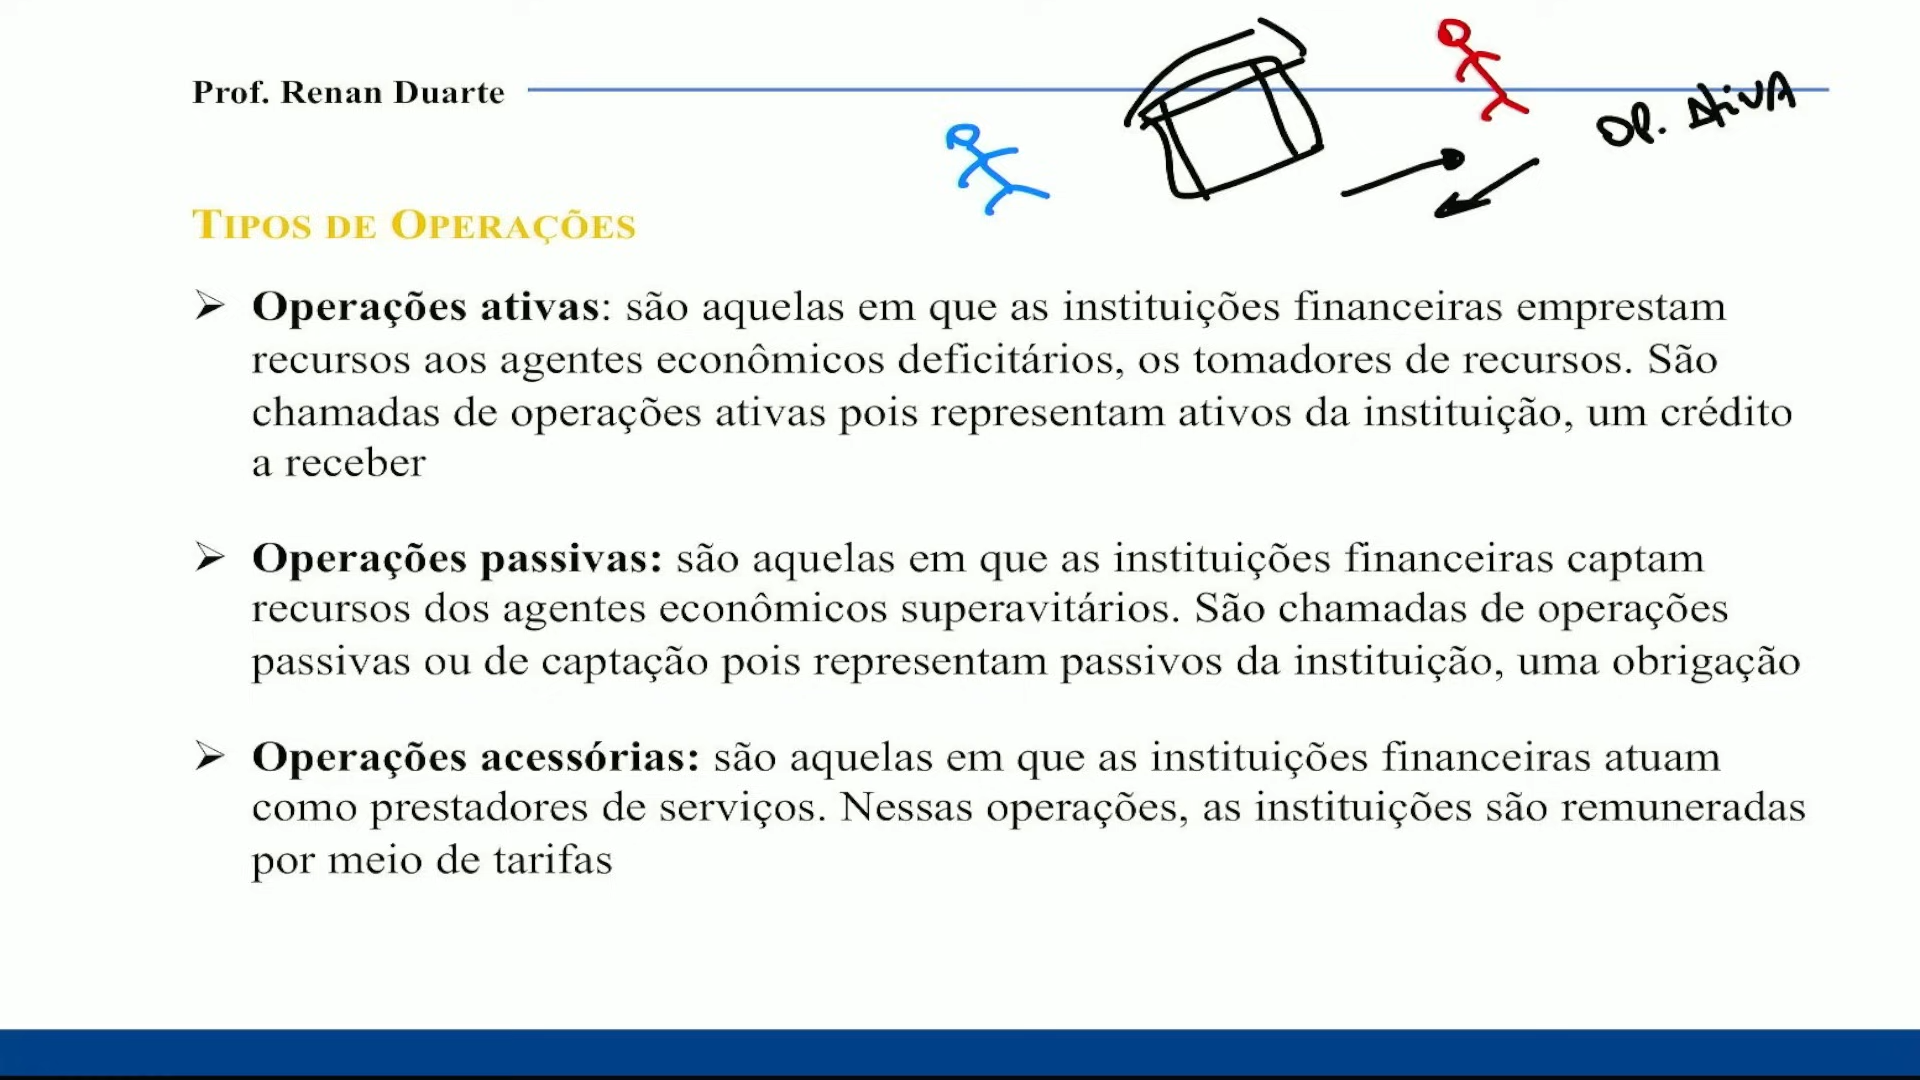 Prof. Renan Duarte
OP. AtiVA
TIPOS DE OPERAÇÕES
➢ Operações ativas: são aquelas em que as instituições financeiras emprestam
recursos aos agentes econômicos deficitários, os tomadores de recursos. São
chamadas de operações ativas pois representam ativos da instituição, um crédito
a receber
➢ Operações passivas: são aquelas em que as instituições financeiras captam
recursos dos agentes econômicos superavitários. São chamadas de operações
passivas ou de captação pois representam passivos da instituição, uma obrigação
➢ Operações acessórias: são aquelas em que as instituições financeiras atuam
como prestadores de serviços. Nessas operações, as instituições são remuneradas
por meio de tarifas